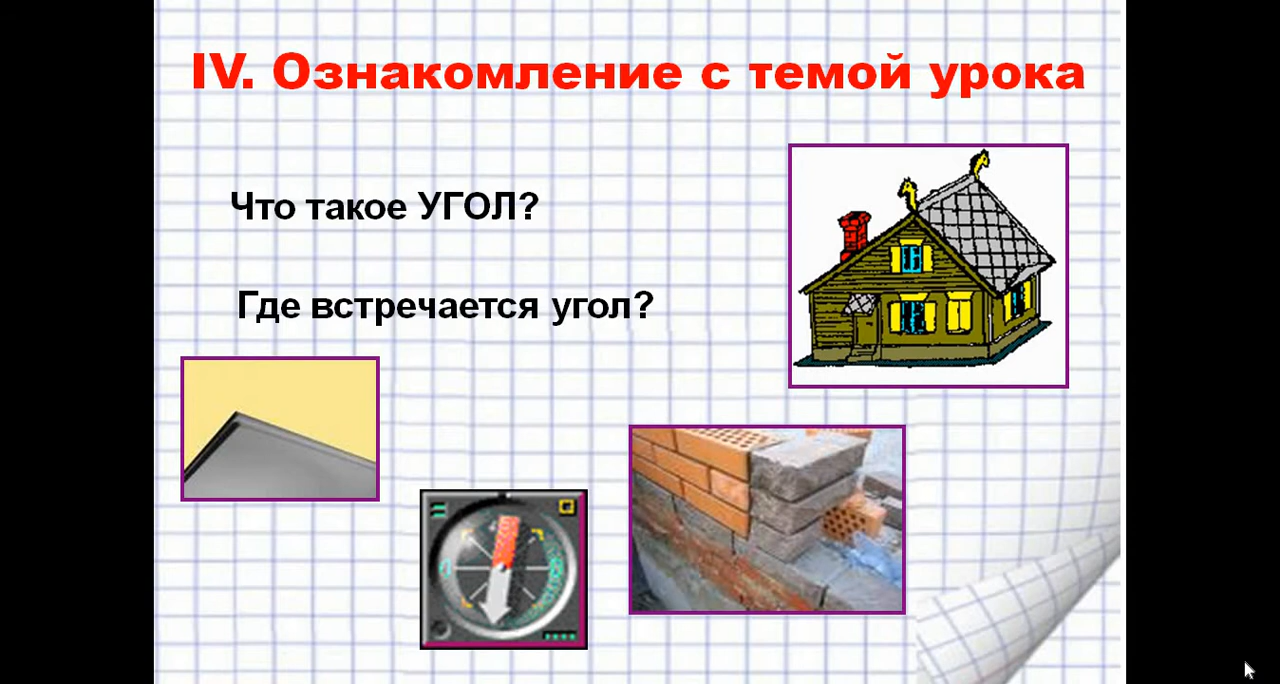 IV. Ознакомление с темой урока
Что такое УГОЛ?
Где встречается угол?